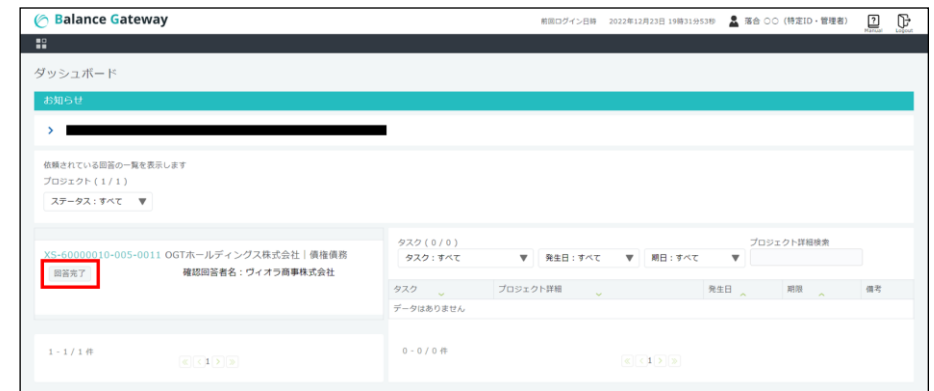 Balance Gateway
前回ログイン日時 2022年12月23日 19時31分53秒 落合 〇〇 (特定ID・管理者)
Manual Logout
ダッシュボード
お知らせ
依頼されている回答の一覧を表示します
プロジェクト ( 1 / 1 )
ステータス : すべて ▼
XS-60000010-005-0011 OGTホールディングス株式会社｜債権債務
回答完了 確認回答者名：ヴィオラ商事株式会社
1 - 1 / 1 件
« < 1 > »
タスク ( 0 / 0 ) プロジェクト詳細検索
タスク : すべて ▼ 発生日 : すべて ▼ 期日 : すべて ▼
タスク プロジェクト詳細 発生日 期限 備考
データはありません
0 - 0 / 0 件
« < 1 > »